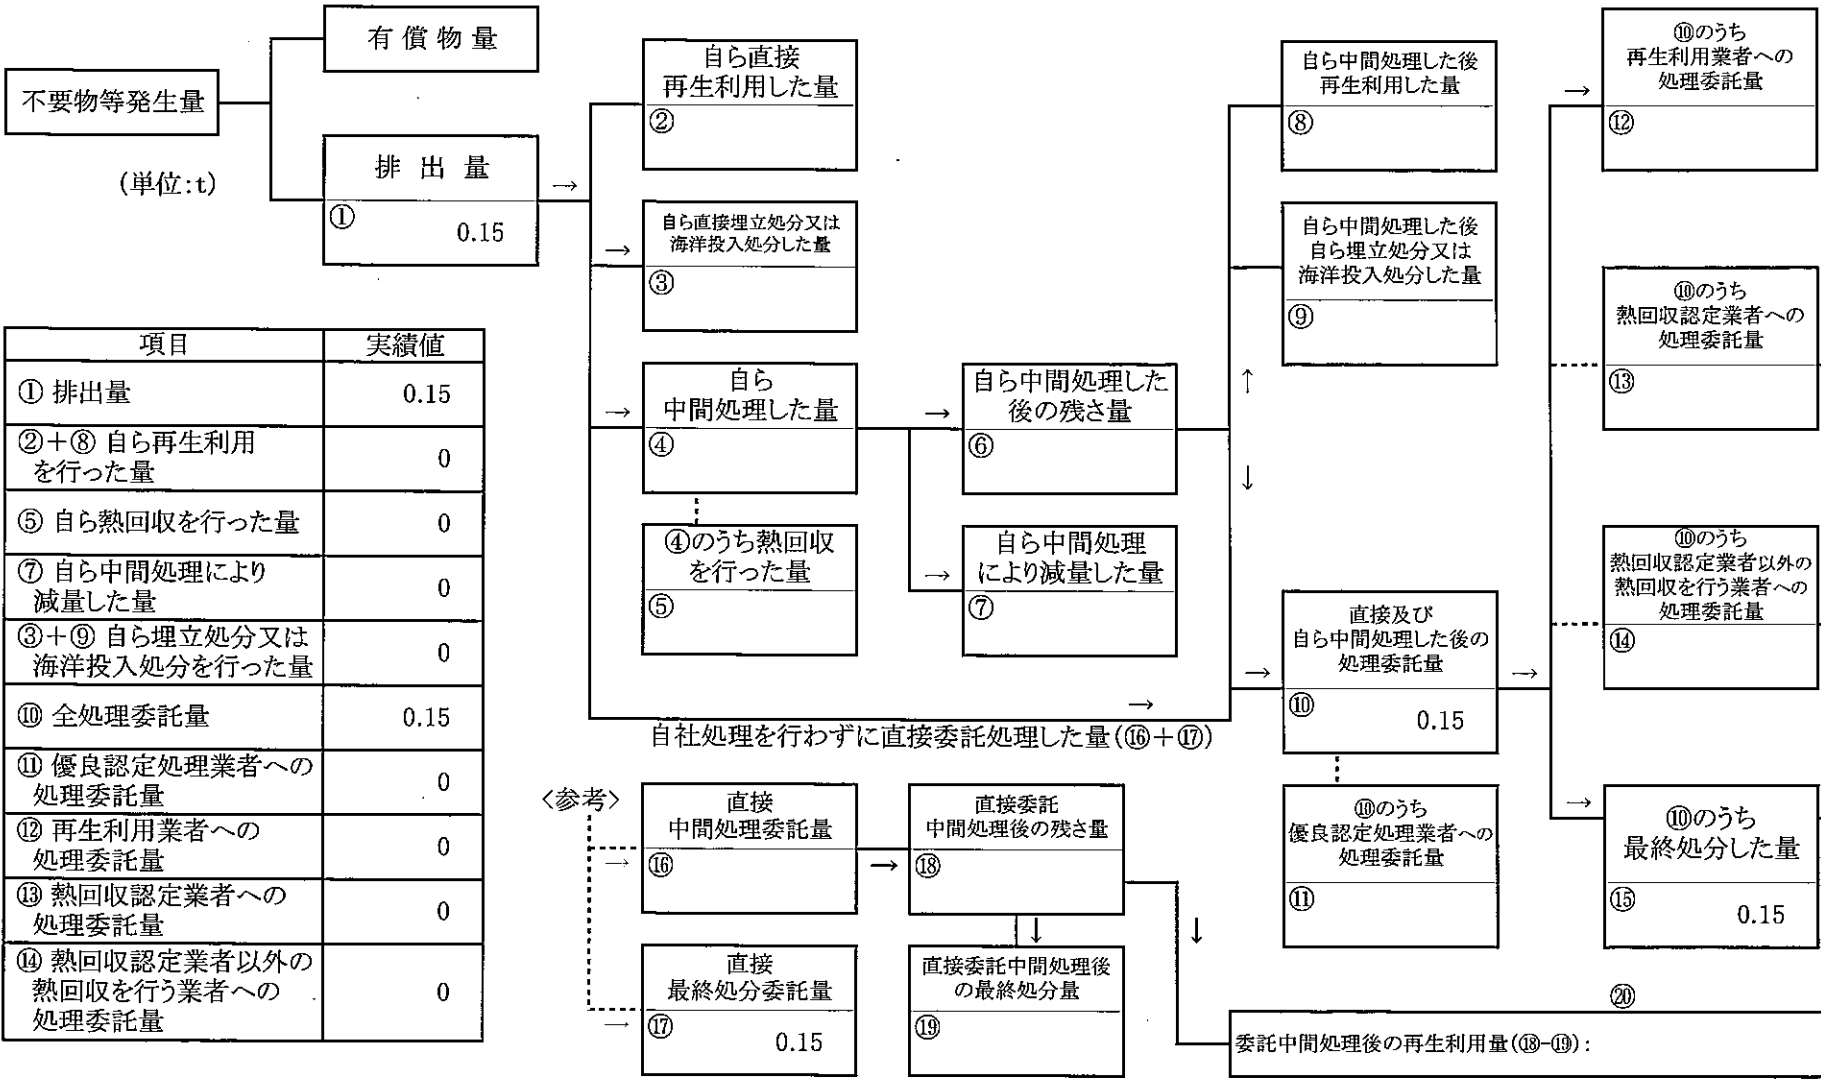 不要物等発生量
(単位:t)
有償物量
排出量
①
0.15
→
自ら直接
再生利用した量
②
→
自ら直接埋立処分又は
海洋投入処分した量
③
→
自ら
中間処理した量
④
④のうち熱回収
を行った量
⑤
→
自ら中間処理した
後の残さ量
⑥
→
自ら中間処理
により減量した量
⑦
↑
↓
自ら中間処理した後
再生利用した量
⑧
自ら中間処理した後
自ら埋立処分又は
海洋投入処分した量
⑨
→
自社処理を行わずに直接委託処理した量(⑯+⑰)
→
直接及び
自ら中間処理した後の
処理委託量
⑩
0.15
⑩のうち
優良認定処理業者への
処理委託量
⑪
→
→
⑩のうち
再生利用業者への
処理委託量
⑫
⑩のうち
熱回収認定業者への
処理委託量
⑬
⑩のうち
熱回収認定業者以外の
熱回収を行う業者への
処理委託量
⑭
→
⑩のうち
最終処分した量
⑮
0.15
項目 実績値
① 排出量 0.15
②+⑧ 自ら再生利用
を行った量 0
⑤ 自ら熱回収を行った量 0
⑦ 自ら中間処理により
減量した量 0
③+⑨ 自ら埋立処分又は
海洋投入処分を行った量 0
⑩ 全処理委託量 0.15
⑪ 優良認定処理業者への
処理委託量 0
⑫ 再生利用業者への
処理委託量 0
⑬ 熱回収認定業者への
処理委託量 0
⑭ 熱回収認定業者以外の
熱回収を行う業者への
処理委託量 0
〈参考〉
→
直接
中間処理委託量
⑯
→
直接
最終処分委託量
⑰
0.15
→
直接委託
中間処理後の残さ量
⑱
↓
直接委託中間処理後
の最終処分量
⑲
↓
⑳
委託中間処理後の再生利用量(⑱-⑲):